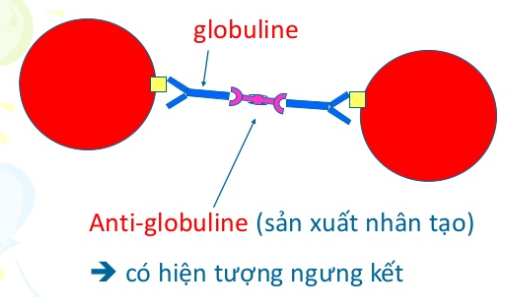 globuline
Anti-globuline (sản xuất nhân tạo)
➔ có hiện tượng ngưng kết